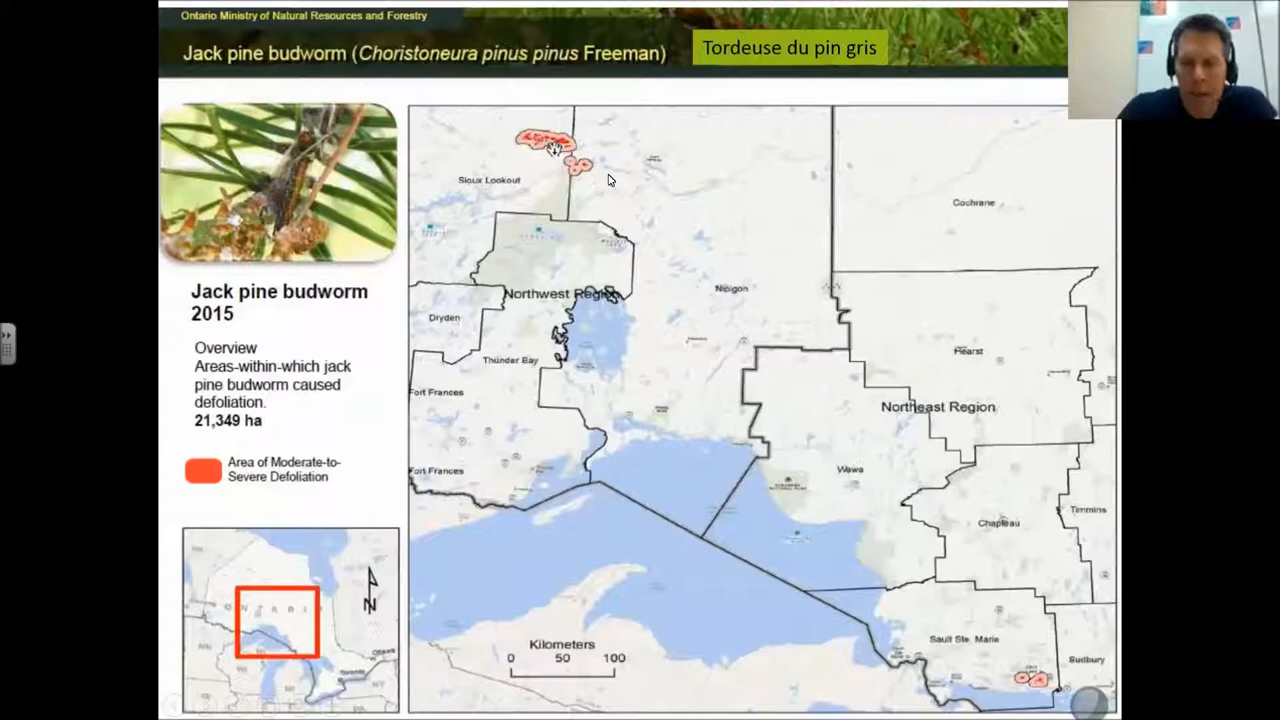 Ontario Ministry of Natural Resources and Forestry
Jack pine budworm (Choristoneura pinus pinus Freeman)
Tordeuse du pin gris
Jack pine budworm
2015
Overview
Areas-within-which jack
pine budworm caused
defoliation.
21,349 ha
Area of Moderate-to-
Severe Defoliation
Sioux Lookout
Cochrane
Nipigon
Northwest Region
Dryden
Thunder Bay
Hearst
Fort Frances
Northeast Region
Wawa
Fort Frances
Timmins
Chapleau
Sault Ste. Marie
Sudbury
Kilometers
0 50 100
N
ONTARI
Ottawa
Toronto